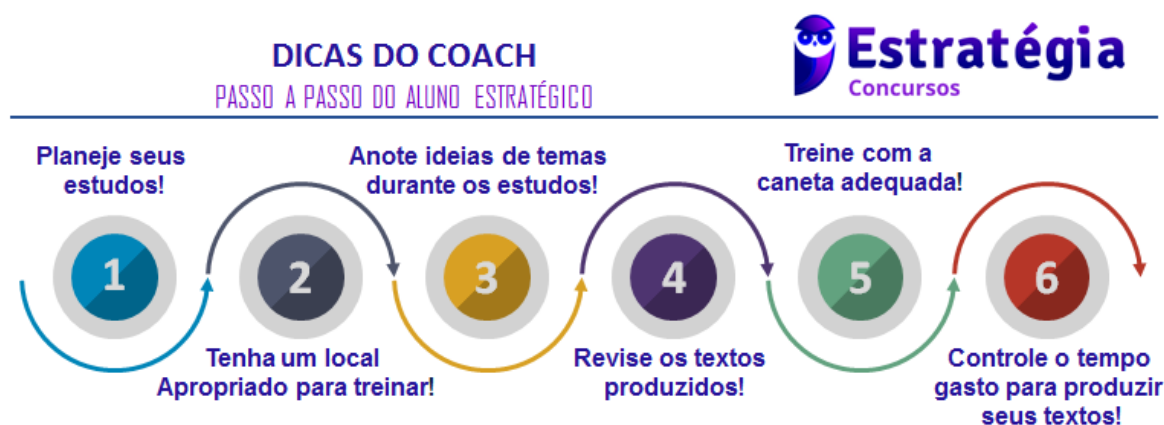 DICAS DO COACH
PASSO A PASSO DO ALUNO ESTRATÉGICO
Estratégia
Concursos
Planeje seus
estudos!
1
2
Tenha um local
Apropriado para treinar!
Anote ideias de temas
durante os estudos!
3
4
Revise os textos
produzidos!
Treine com a
caneta adequada!
5
6
Controle o tempo
gasto para produzir
seus textos!